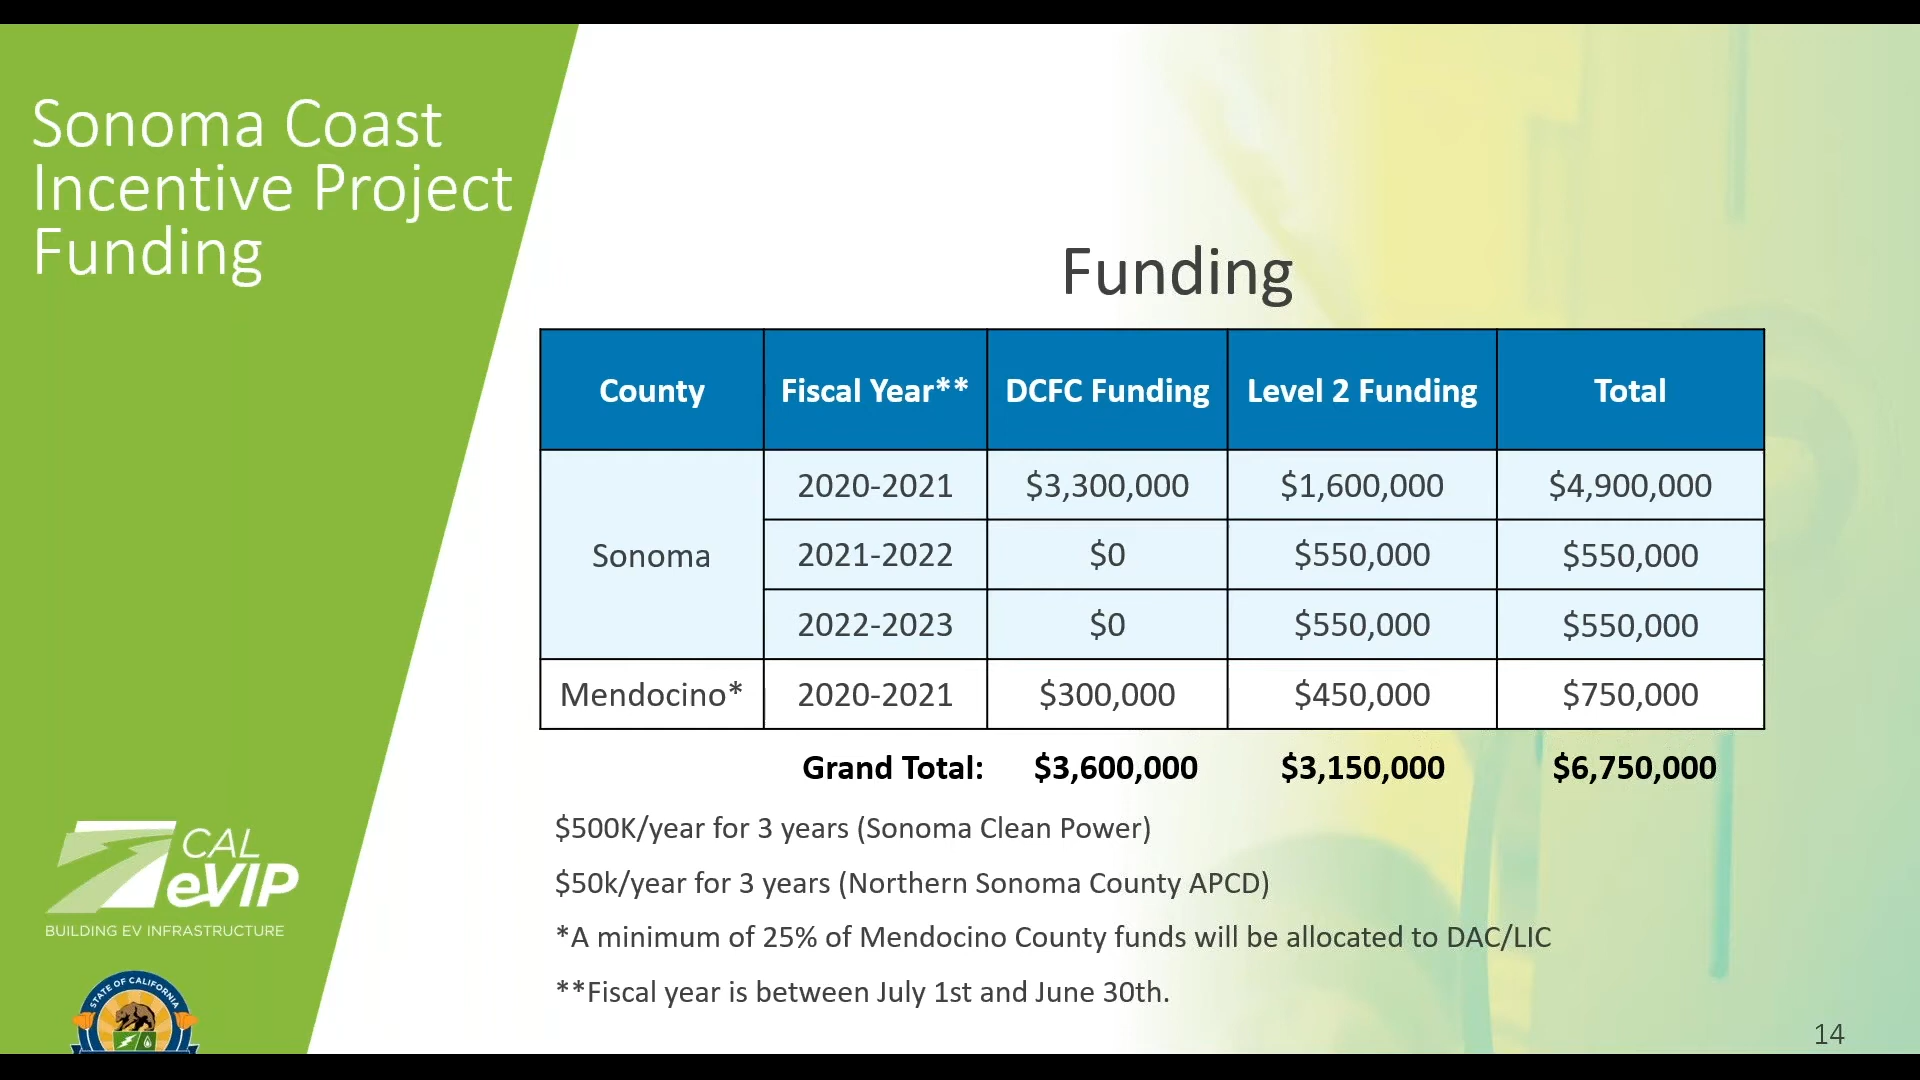 Sonoma Coast
Incentive Project
Funding
Funding
County Fiscal Year** DCFC Funding Level 2 Funding Total
Sonoma
2020-2021 $3,300,000 $1,600,000 $4,900,000
2021-2022 $0 $550,000 $550,000
2022-2023 $0 $550,000 $550,000
Mendocino* 2020-2021 $300,000 $450,000 $750,000
Grand Total: $3,600,000 $3,150,000 $6,750,000
$500K/year for 3 years (Sonoma Clean Power)
$50k/year for 3 years (Northern Sonoma County APCD)
*A minimum of 25% of Mendocino County funds will be allocated to DAC/LIC
**Fiscal year is between July 1st and June 30th.
CAL
eVIP
BUILDING EV INFRASTRUCTURE
STATE OF CALIFORNIA
14